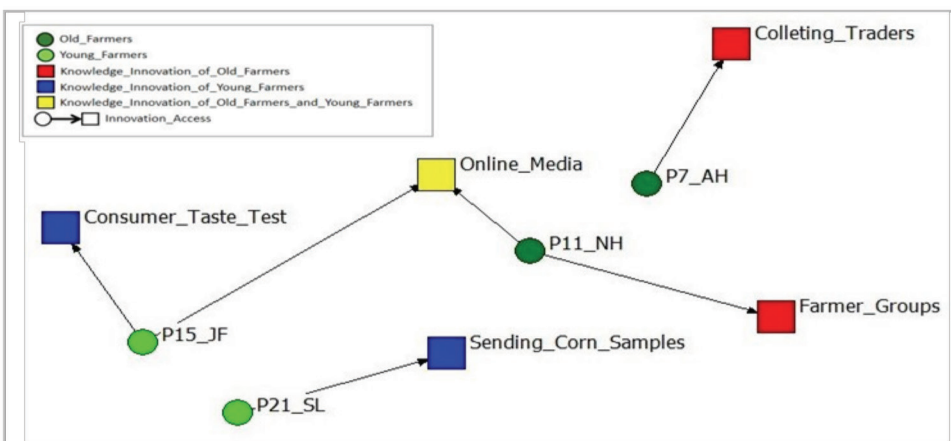 Old_Farmers
Young_Farmers
Knowledge_Innovation_of_Old_Farmers
Knowledge_Innovation_of_Young_Farmers
Knowledge_Innovation_of_Old_Farmers_and_Young_Farmers
Innovation_Access
Colleting_Traders
Online_Media
P7_AH
Consumer_Taste_Test
P11_NH
Farmer_Groups
P15_JF
Sending_Corn_Samples
P21_SL